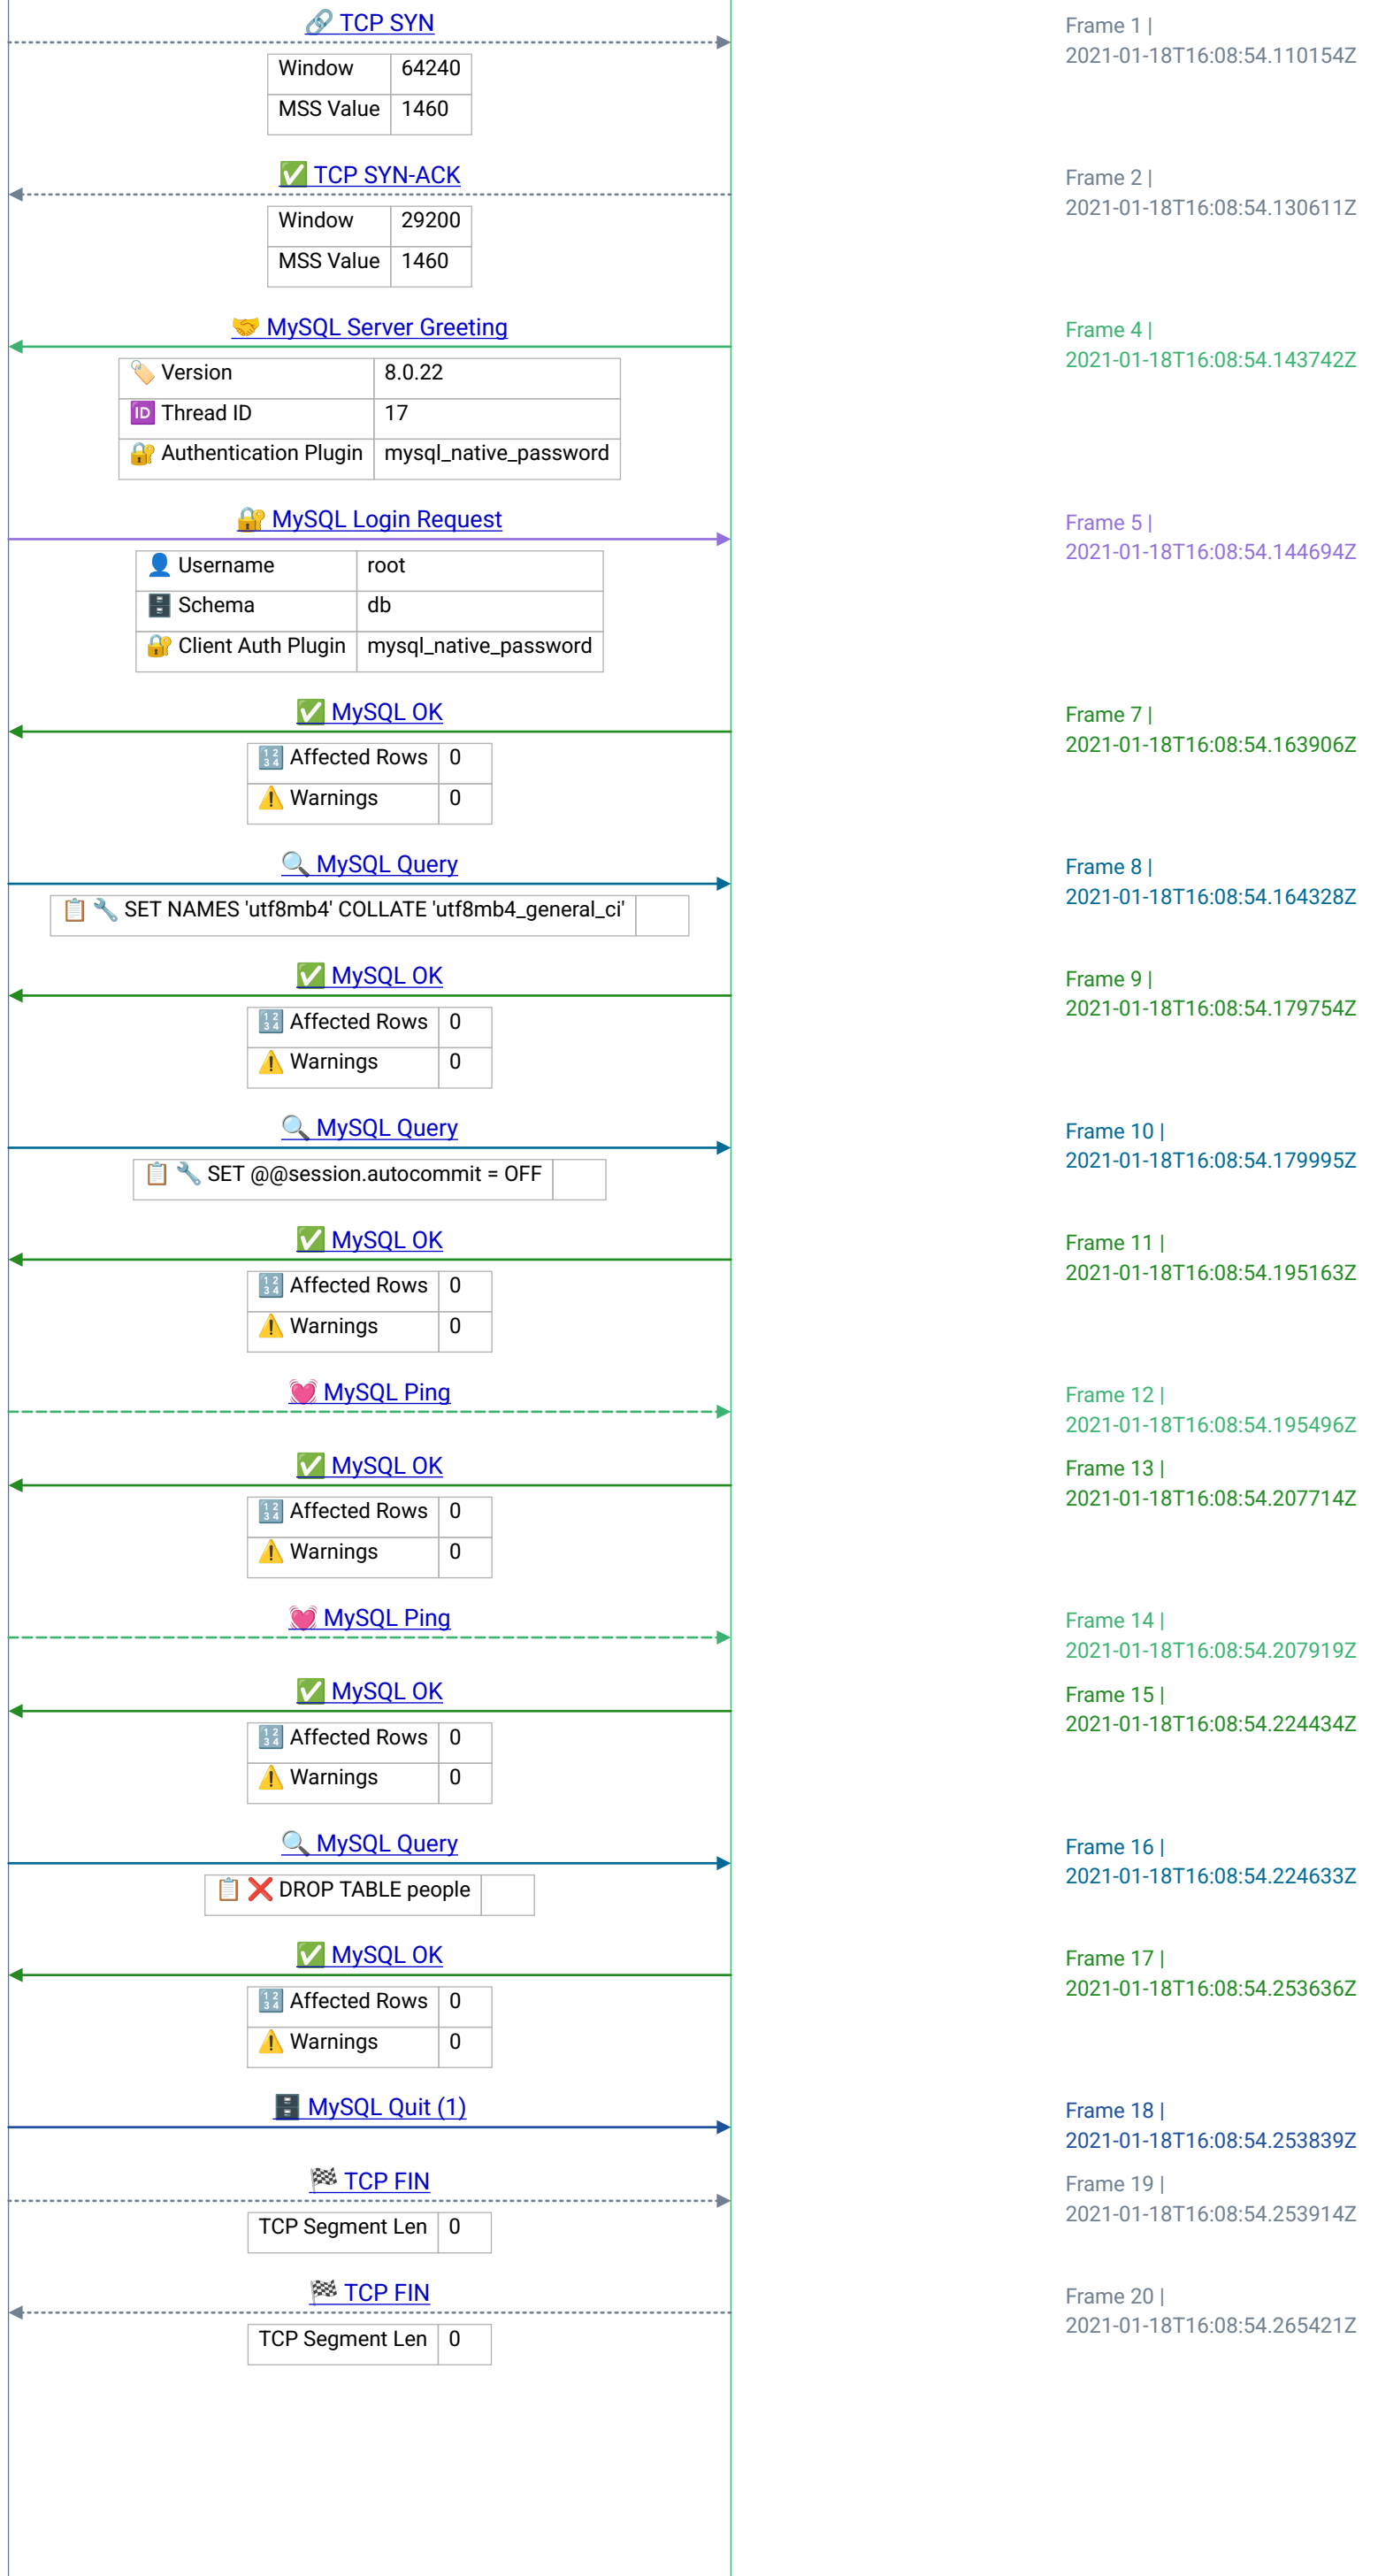 TCP SYN
Frame 1 |
2021-01-18T16:08:54.110154Z
Window 64240
MSS Value 1460
TCP SYN-ACK
Frame 2 |
2021-01-18T16:08:54.130611Z
Window 29200
MSS Value 1460
MySQL Server Greeting
Frame 4 |
2021-01-18T16:08:54.143742Z
Version 8.0.22
ID Thread ID 17
Authentication Plugin mysql_native_password
MySQL Login Request
Frame 5 |
2021-01-18T16:08:54.144694Z
Username root
Schema db
Client Auth Plugin mysql_native_password
MySQL OK
Frame 7 |
2021-01-18T16:08:54.163906Z
Affected Rows 0
Warnings 0
MySQL Query
Frame 8 |
2021-01-18T16:08:54.164328Z
SET NAMES 'utf8mb4' COLLATE 'utf8mb4_general_ci'
MySQL OK
Frame 9 |
2021-01-18T16:08:54.179754Z
Affected Rows 0
Warnings 0
MySQL Query
Frame 10 |
2021-01-18T16:08:54.179995Z
SET @@session.autocommit = OFF
MySQL OK
Frame 11 |
2021-01-18T16:08:54.195163Z
Affected Rows 0
Warnings 0
MySQL Ping
Frame 12 |
2021-01-18T16:08:54.195496Z
MySQL OK
Frame 13 |
2021-01-18T16:08:54.207714Z
Affected Rows 0
Warnings 0
MySQL Ping
Frame 14 |
2021-01-18T16:08:54.207919Z
MySQL OK
Frame 15 |
2021-01-18T16:08:54.224434Z
Affected Rows 0
Warnings 0
MySQL Query
Frame 16 |
2021-01-18T16:08:54.224633Z
DROP TABLE people
MySQL OK
Frame 17 |
2021-01-18T16:08:54.253636Z
Affected Rows 0
Warnings 0
MySQL Quit (1)
Frame 18 |
2021-01-18T16:08:54.253839Z
TCP FIN
Frame 19 |
2021-01-18T16:08:54.253914Z
TCP Segment Len 0
TCP FIN
Frame 20 |
2021-01-18T16:08:54.265421Z
TCP Segment Len 0